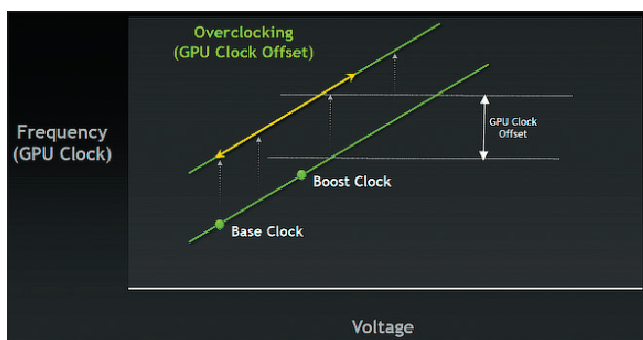 Overclocking
(GPU Clock Offset)
Frequency
(GPU Clock)
GPU Clock
Offset
Boost Clock
Base Clock
Voltage